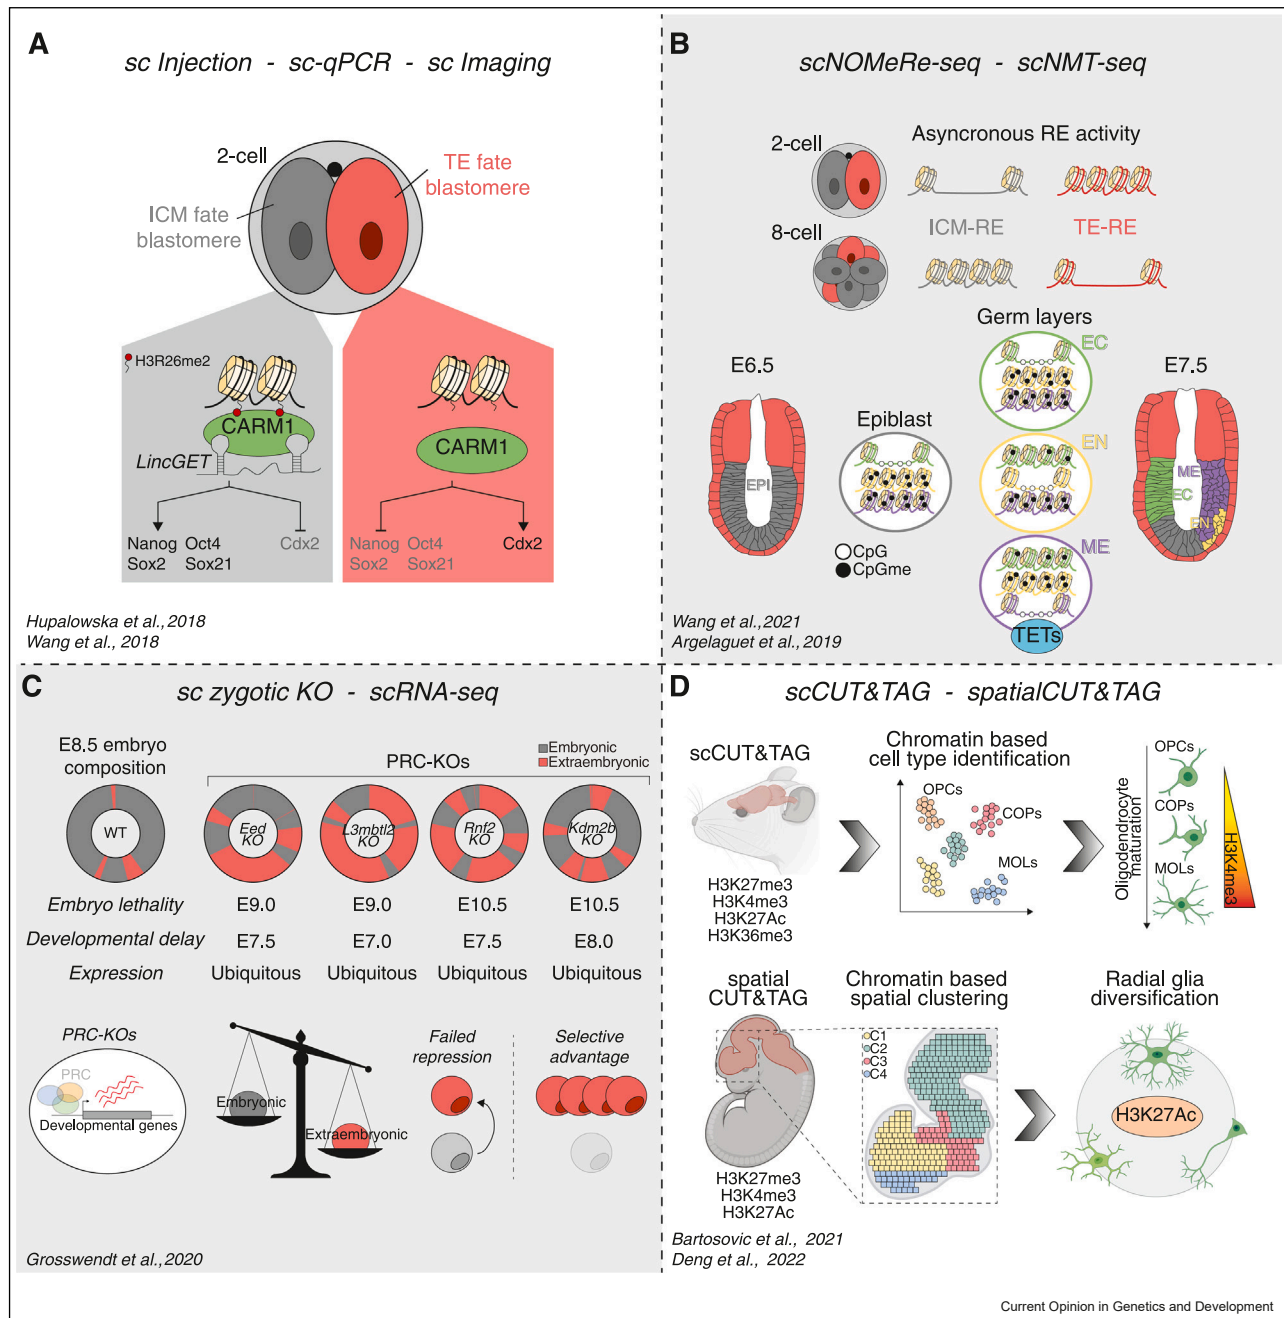 A
sc Injection - sc-qPCR - sc Imaging
2-cell
TE fate
blastomere
ICM fate
blastomere
H3R26me2
CARM1
LincGET
CARM1
Nanog Oct4
Sox2 Sox21
Cdx2
Nanog Oct4
Sox2 Sox21
Cdx2
Hupalowska et al.,2018
Wang et al., 2018
B
scNOMeRe-seq - scNMT-seq
2-cell
Asyncronous RE activity
8-cell
ICM-RE
TE-RE
Germ layers
E6.5
EC
E7.5
Epiblast
EN
EPI
ME
EC
EN
CpG
CpGme
ME
TETs
Wang et al.,2021
Argelaguet et al.,2019
C
sc zygotic KO - scRNA-seq
E8.5 embryo
composition
PRC-KOs
Embryonic
Extraembryonic
WT
Eed
KO
L3mbtl2
KO
Rnf2
KO
Kdm2b
KO
Embryo lethality E9.0 E9.0 E10.5 E10.5
Developmental delay E7.5 E7.0 E7.5 E8.0
Expression Ubiquitous Ubiquitous Ubiquitous Ubiquitous
PRC-KOs
PRC
Developmental genes
Embryonic
Extraembryonic
Failed
repression
Selective
advantage
Grosswendt et al.,2020
D
scCUT&TAG - spatialCUT&TAG
scCUT&TAG
H3K27me3
H3K4me3
H3K27Ac
H3K36me3
Chromatin based
cell type identification
OPCs
COPs
MOLs
Oligodendrocyte
maturation
OPCs
COPs
MOLs
H3K4me3
spatial
CUT&TAG
H3K27me3
H3K4me3
H3K27Ac
Chromatin based
spatial clustering
C1
C2
C3
C4
Radial glia
diversification
H3K27Ac
Bartosovic et al., 2021
Deng et al., 2022
Current Opinion in Genetics and Development